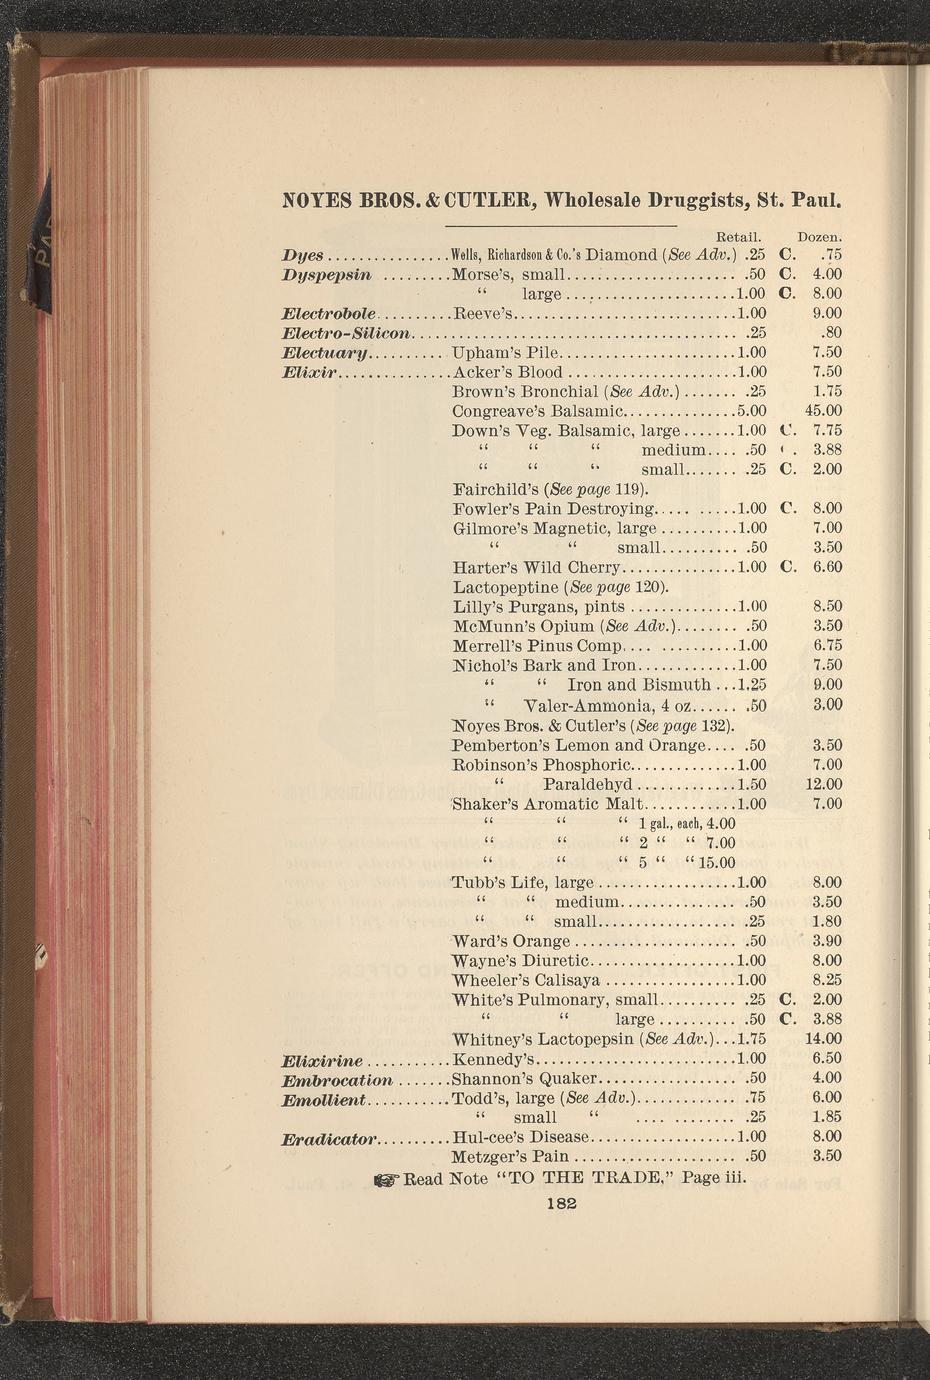 NOYES BROS. & CUTLER, Wholesale Druggists, St. Paul.
Retail. Dozen.
Dyes ............... Wells, Richardson & Co.'s Diamond (See Adv.) .25 C. .75
Dyspepsin ......... Morse's, small ...................... .50 C. 4.00
“ large ...................... 1.00 C. 8.00
Electrobole .......... Reeve's ............................ 1.00 9.00
Electro-Silicon ........................................ .25 .80
Electuary .......... Upham's Pile ...................... 1.00 7.50
Elixir .............. Acker's Blood ..................... 1.00 7.50
Brown's Bronchial (See Adv.) ....... .25 1.75
Congreave's Balsamic .............. 5.00 45.00
Down's Veg. Balsamic, large ....... 1.00 C. 7.75
“ “ “ medium .... .50 3.88
“ “ “ small ....... .25 C. 2.00
Fairchild's (See page 119).
Fowler's Pain Destroying ..... ..... 1.00 C. 8.00
Gilmore's Magnetic, large .......... 1.00 7.00
“ “ small .......... .50 3.50
Harter's Wild Cherry ............... 1.00 C. 6.60
Lactopeptine (See page 120).
Lilly's Purgans, pints .............. 1.00 8.50
McMunn's Opium (See Adv.) ........ .50 3.50
Merrell's Pinus Comp .... .......... 1.00 6.75
Nichol's Bark and Iron ............. 1.00 7.50
“ “ Iron and Bismuth ... 1.25 9.00
“ Valer-Ammonia, 4 oz ...... .50 3.00
Noyes Bros. & Cutler's (See page 132).
Pemberton's Lemon and Orange .... .50 3.50
Robinson's Phosphoric .............. 1.00 7.00
“ Paraldehyd ............. 1.50 12.00
Shaker's Aromatic Malt ............ 1.00 7.00
“ “ “ 1 gal., each, 4.00
“ “ “ 2 “ “ 7.00
“ “ “ 5 “ “ 15.00
Tubb's Life, large .................. 1.00 8.00
“ “ medium ............... .50 3.50
“ “ small ................. .25 1.80
Ward's Orange ..................... .50 3.90
Wayne's Diuretic ................... 1.00 8.00
Wheeler's Calisaya ................. 1.00 8.25
White's Pulmonary, small .......... .25 C. 2.00
“ “ large .......... .50 C. 3.88
Whitney's Lactopepsin (See Adv.) ... 1.75 14.00
Elixirine ........... Kennedy's ......................... 1.00 6.50
Embrocation ....... Shannon's Quaker ................. .50 4.00
Emollient .......... Todd's, large (See Adv.) ............ .75 6.00
“ small “ .... ........ .25 1.85
Eradicator ......... Hul-cee's Disease .................. 1.00 8.00
Metzger's Pain .................... .50 3.50
☞ Read Note “TO THE TRADE,” Page iii.
182